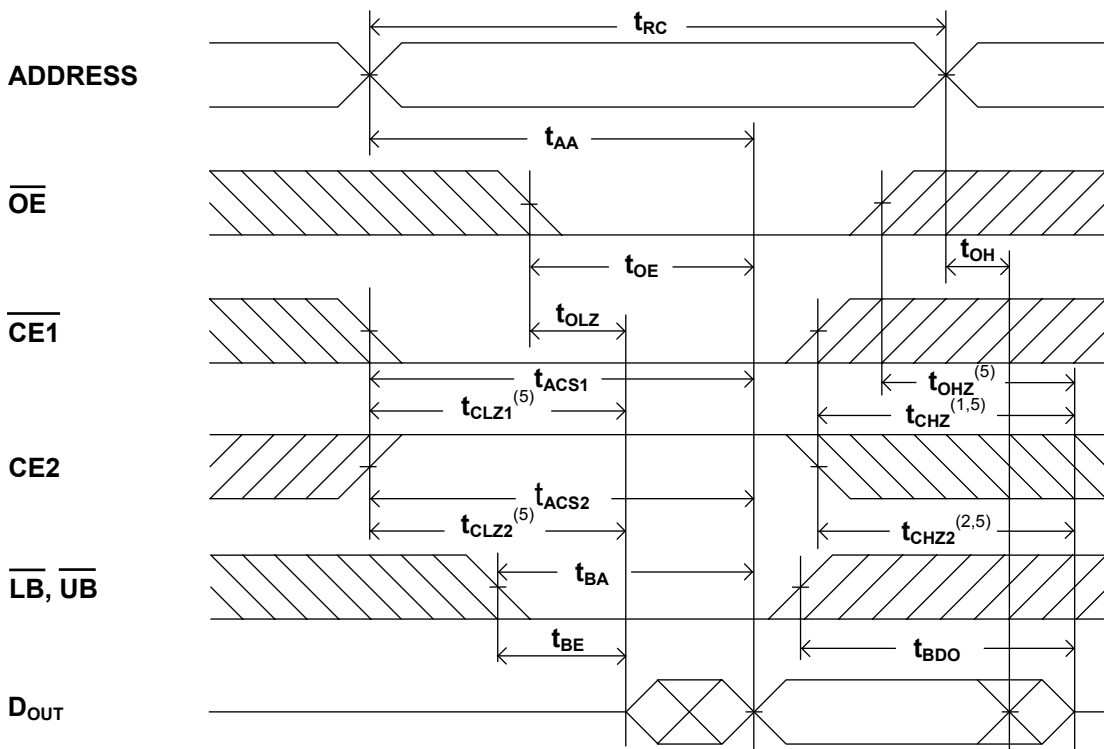 tRC
ADDRESS
tAA
OE
tOH
tOE
CE1
tOLZ
tACS1
tOHZ(5)
tCLZ1(5)
tCHZ(1,5)
CE2
tACS2
tCLZ2(5)
tCHZ2(2,5)
LB, UB
tBA
tBE
tBDO
DOUT